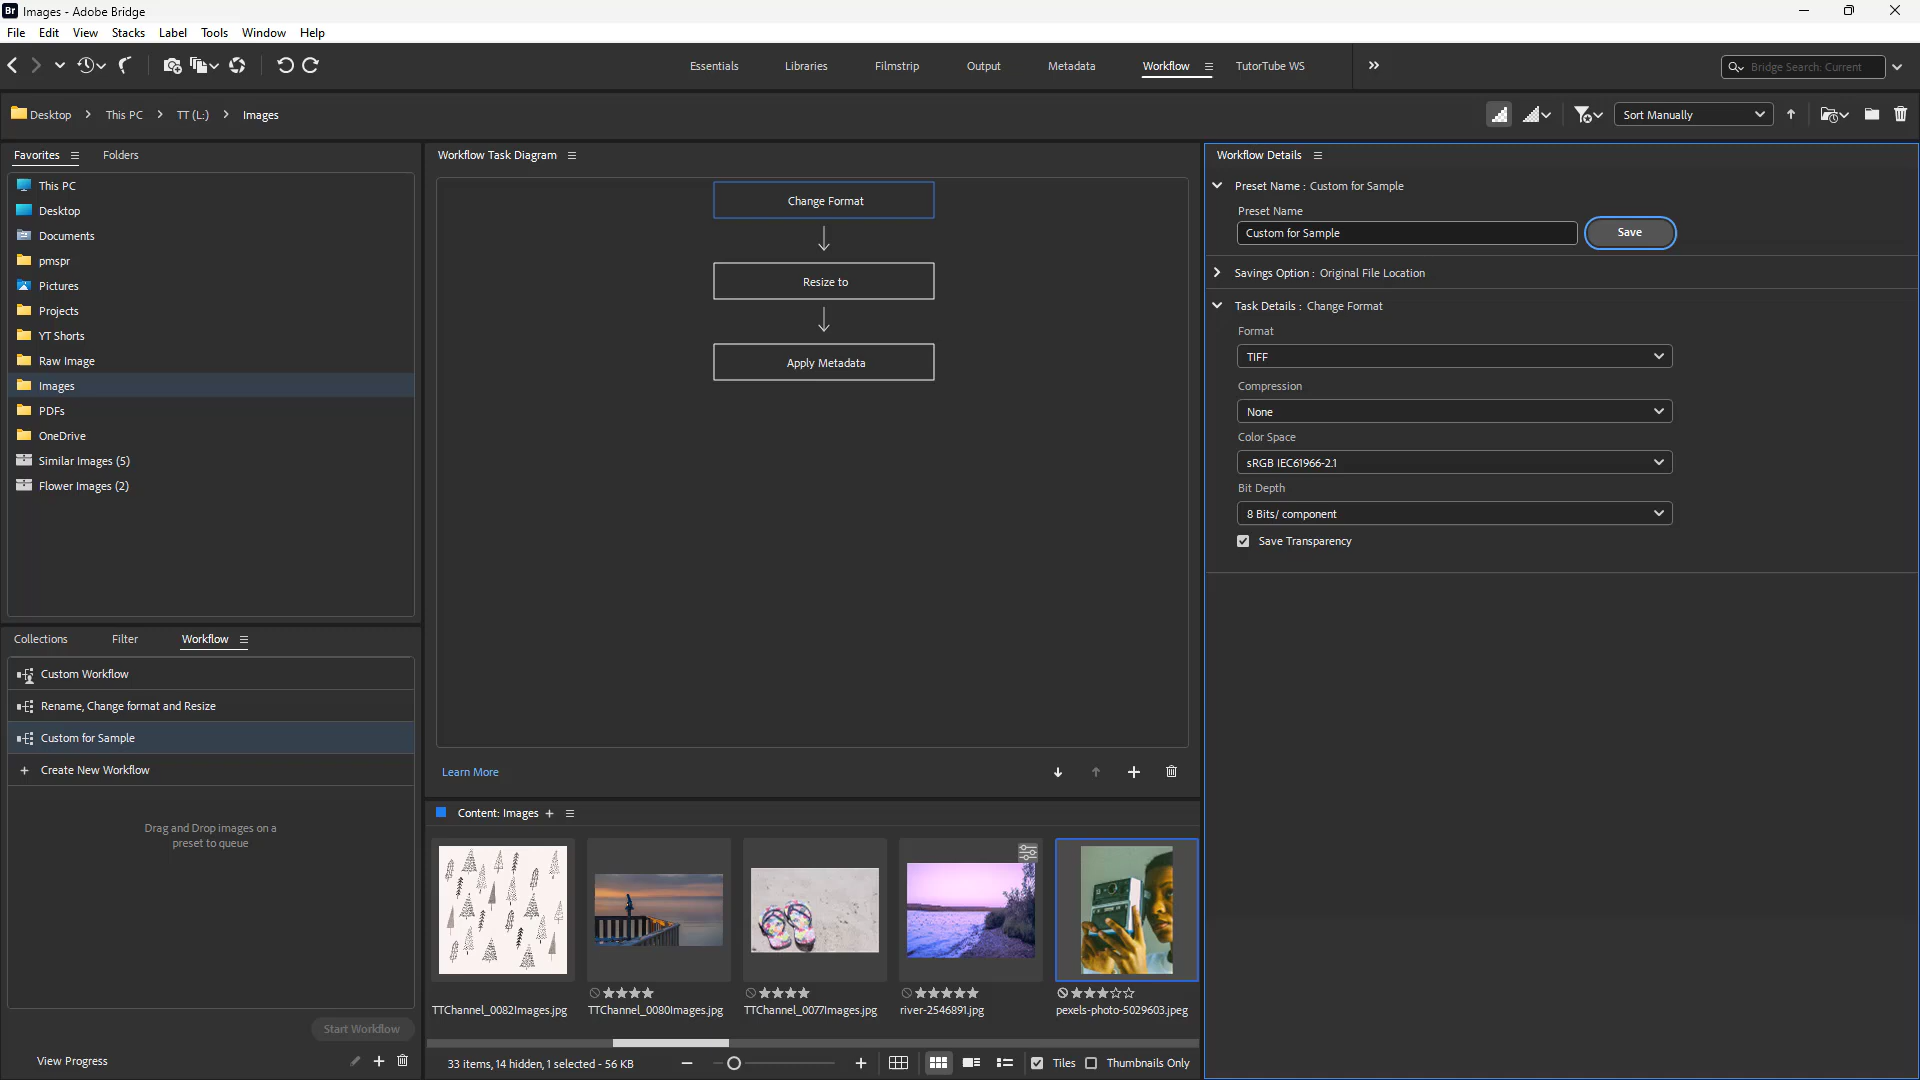 Br Images - Adobe Bridge
File Edit View Stacks Label Tools Window Help
Essentials Libraries Filmstrip Output Metadata Workflow TutorTube WS
Bridge Search: Current
Desktop This PC TT (L:) Images
Sort Manually
Favorites Folders
This PC
Desktop
Documents
pmspr
Pictures
Projects
YT Shorts
Raw Image
Images
PDFs
OneDrive
Similar Images (5)
Flower Images (2)
Collections Filter Workflow
Custom Workflow
Rename, Change format and Resize
Custom for Sample
Create New Workflow
Drag and Drop images on a
preset to queue
Start Workflow
View Progress
Workflow Task Diagram
Change Format
Resize to
Apply Metadata
Learn More
Content: Images
TTChannel_0082Images.jpg
TTChannel_0080Images.jpg
TTChannel_0077Images.jpg
river-2546891.jpg
pexels-photo-5029603.jpeg
33 items, 14 hidden, 1 selected - 56 KB
Tiles Thumbnails Only
Workflow Details
Preset Name : Custom for Sample
Preset Name
Custom for Sample
Save
Savings Option : Original File Location
Task Details : Change Format
Format
TIFF
Compression
None
Color Space
sRGB IEC61966-2.1
Bit Depth
8 Bits/ component
Save Transparency